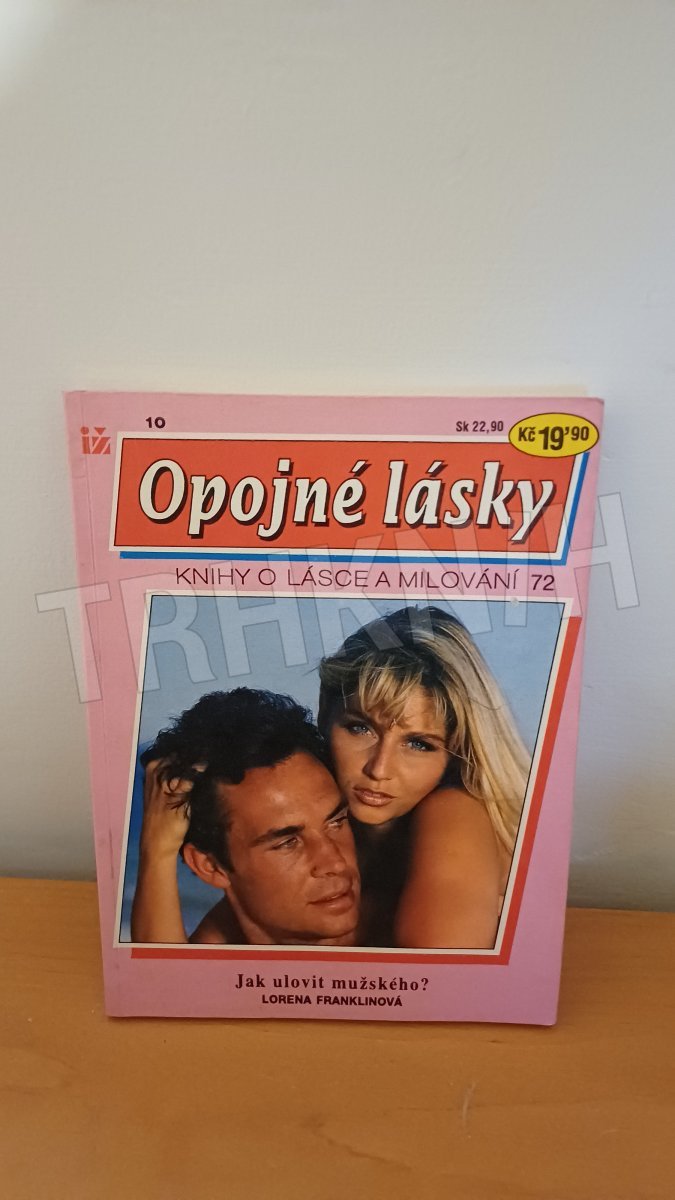 10
Sk 22,90
Kč 19'90
iž
Opojné lásky
KNIHY O LÁSCE A MILOVÁNÍ 72
TRHKNIH
Jak ulovit mužského?
LORENA FRANKLINOVÁ